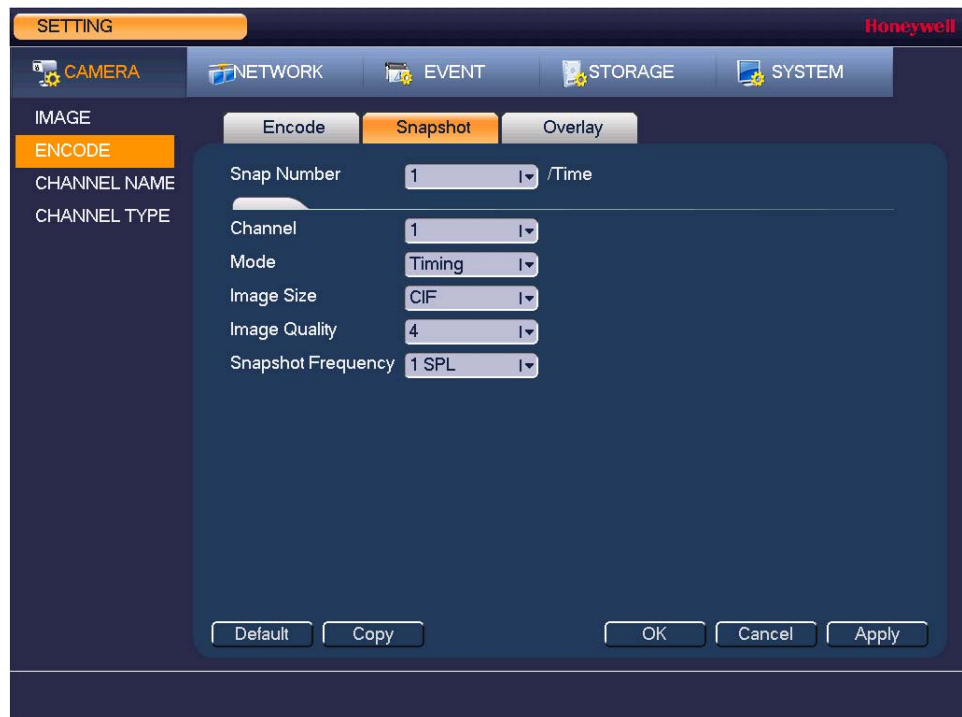 SETTING Honeywell
CAMERA NETWORK EVENT STORAGE SYSTEM
IMAGE
ENCODE
CHANNEL NAME
CHANNEL TYPE
Encode Snapshot Overlay
Snap Number 1 /Time
Channel 1
Mode Timing
Image Size CIF
Image Quality 4
Snapshot Frequency 1 SPL
Default Copy OK Cancel Apply